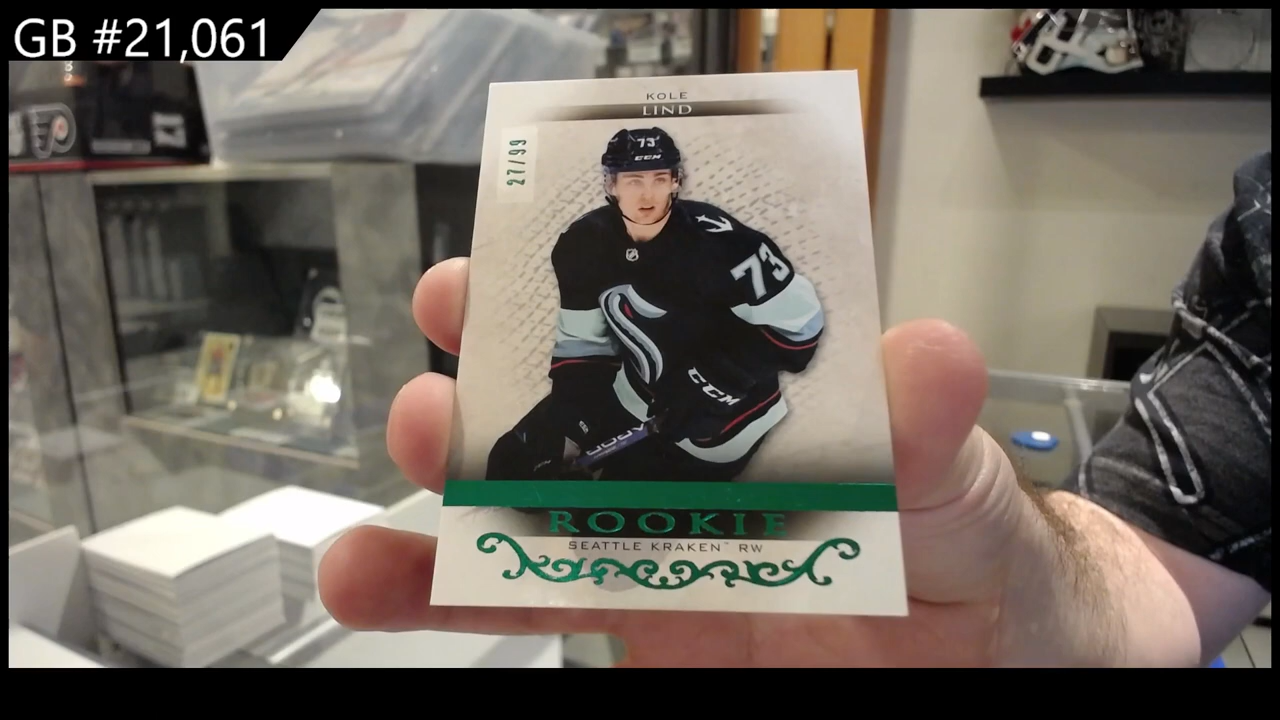 GB #21,061
KOLE
LIND
27/99
73
CCM
73
CCM
ROOKIE
SEATTLE KRAKEN™ RW